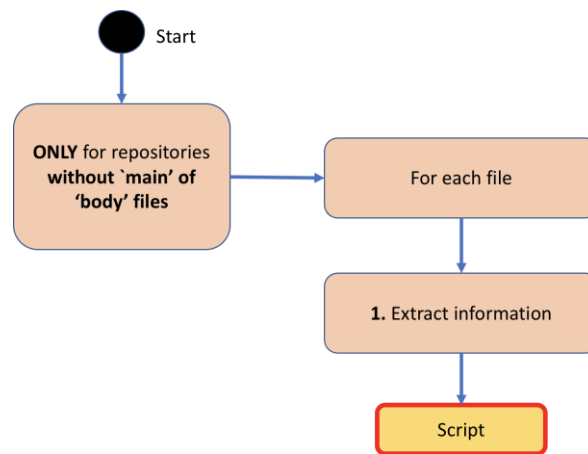 Start
ONLY for repositories
without `main’ of
‘body’ files
For each file
1. Extract information
Script